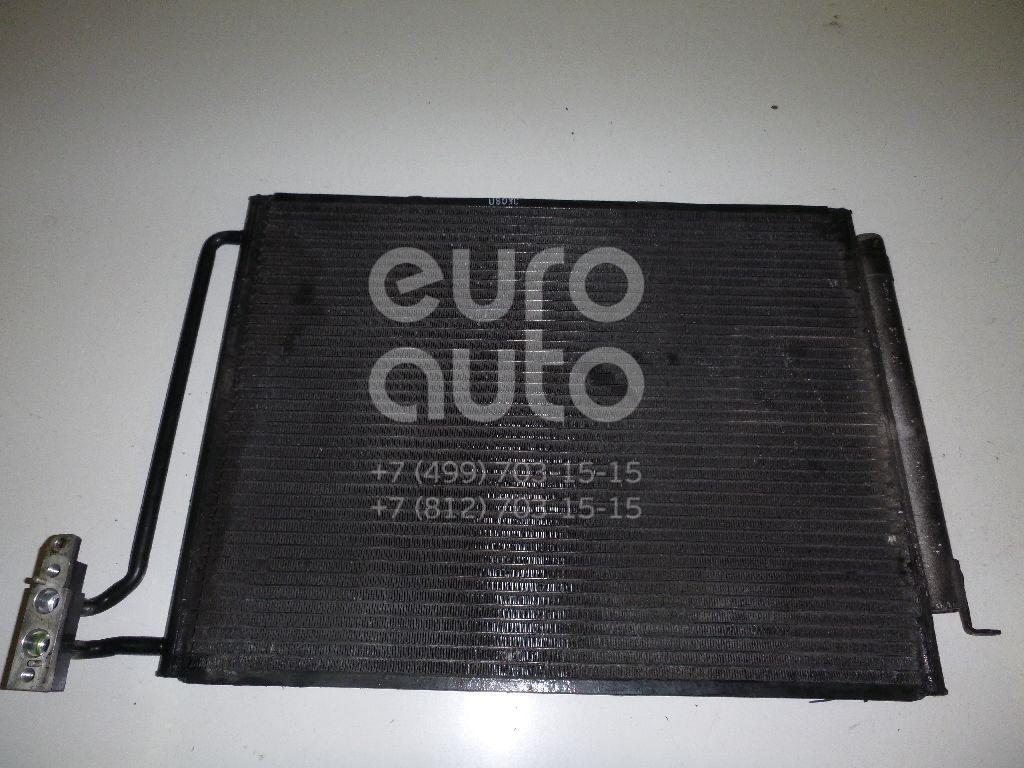 euro
auto
+7 (499) 703-15-15
+7 (812) 703-15-15